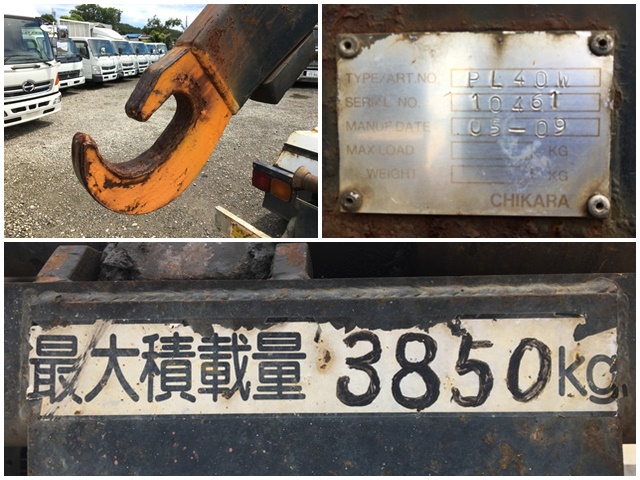 TYPE/ART.NO. PL40W
SERIAL NO. 10461
MANUF.DATE 05-09
MAX.LOAD KG
WEIGHT KG
CHIKARA
最大積載量 3850kg